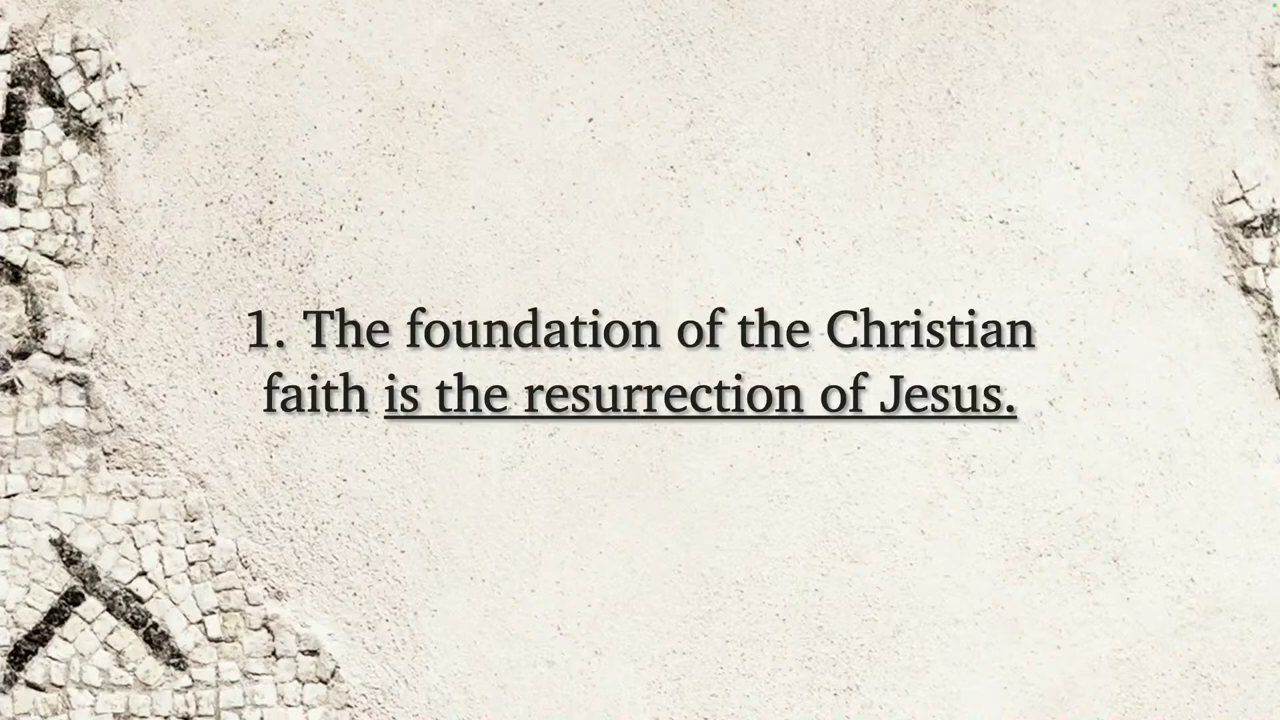 1. The foundation of the Christian
faith is the resurrection of Jesus.